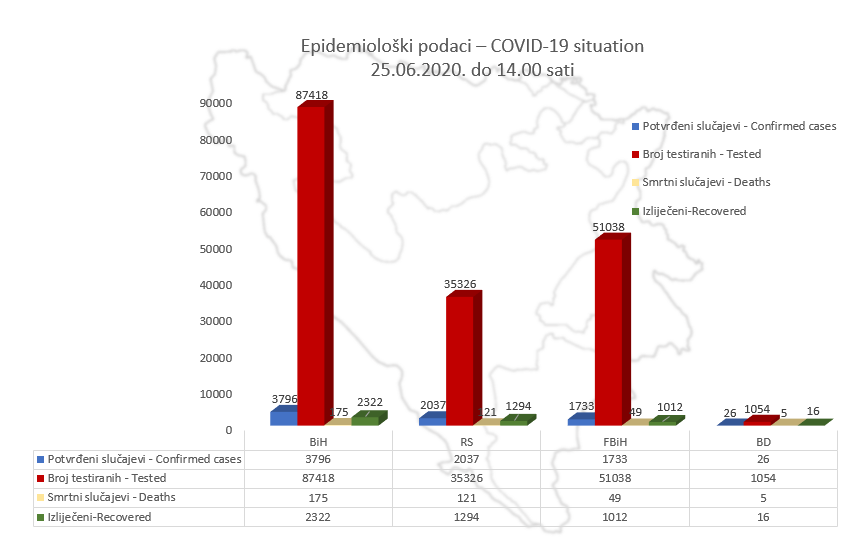 Epidemiološki podaci – COVID-19 situation
25.06.2020. do 14.00 sati
90000
80000
70000
60000
50000
40000
30000
20000
10000
0
87418
35326
51038
3796
175
2322
2037
121
1294
1733
49
1012
26
1054
5
16
Potvrđeni slučajevi - Confirmed cases
Broj testiranih - Tested
Smrtni slučajevi - Deaths
Izliječeni-Recovered
BiH RS FBiH BD
Potvrđeni slučajevi - Confirmed cases 3796 2037 1733 26
Broj testiranih - Tested 87418 35326 51038 1054
Smrtni slučajevi - Deaths 175 121 49 5
Izliječeni-Recovered 2322 1294 1012 16